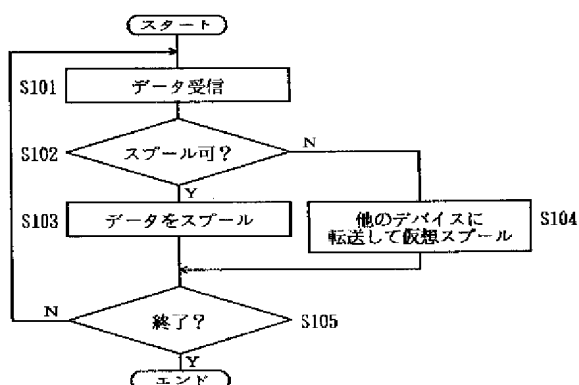 スタート
S101
データ受信
S102
スプール可?
N
Y
S103
データをスプール
他のデバイスに
転送して仮想スプール
S104
N
終了?
S105
Y
エンド